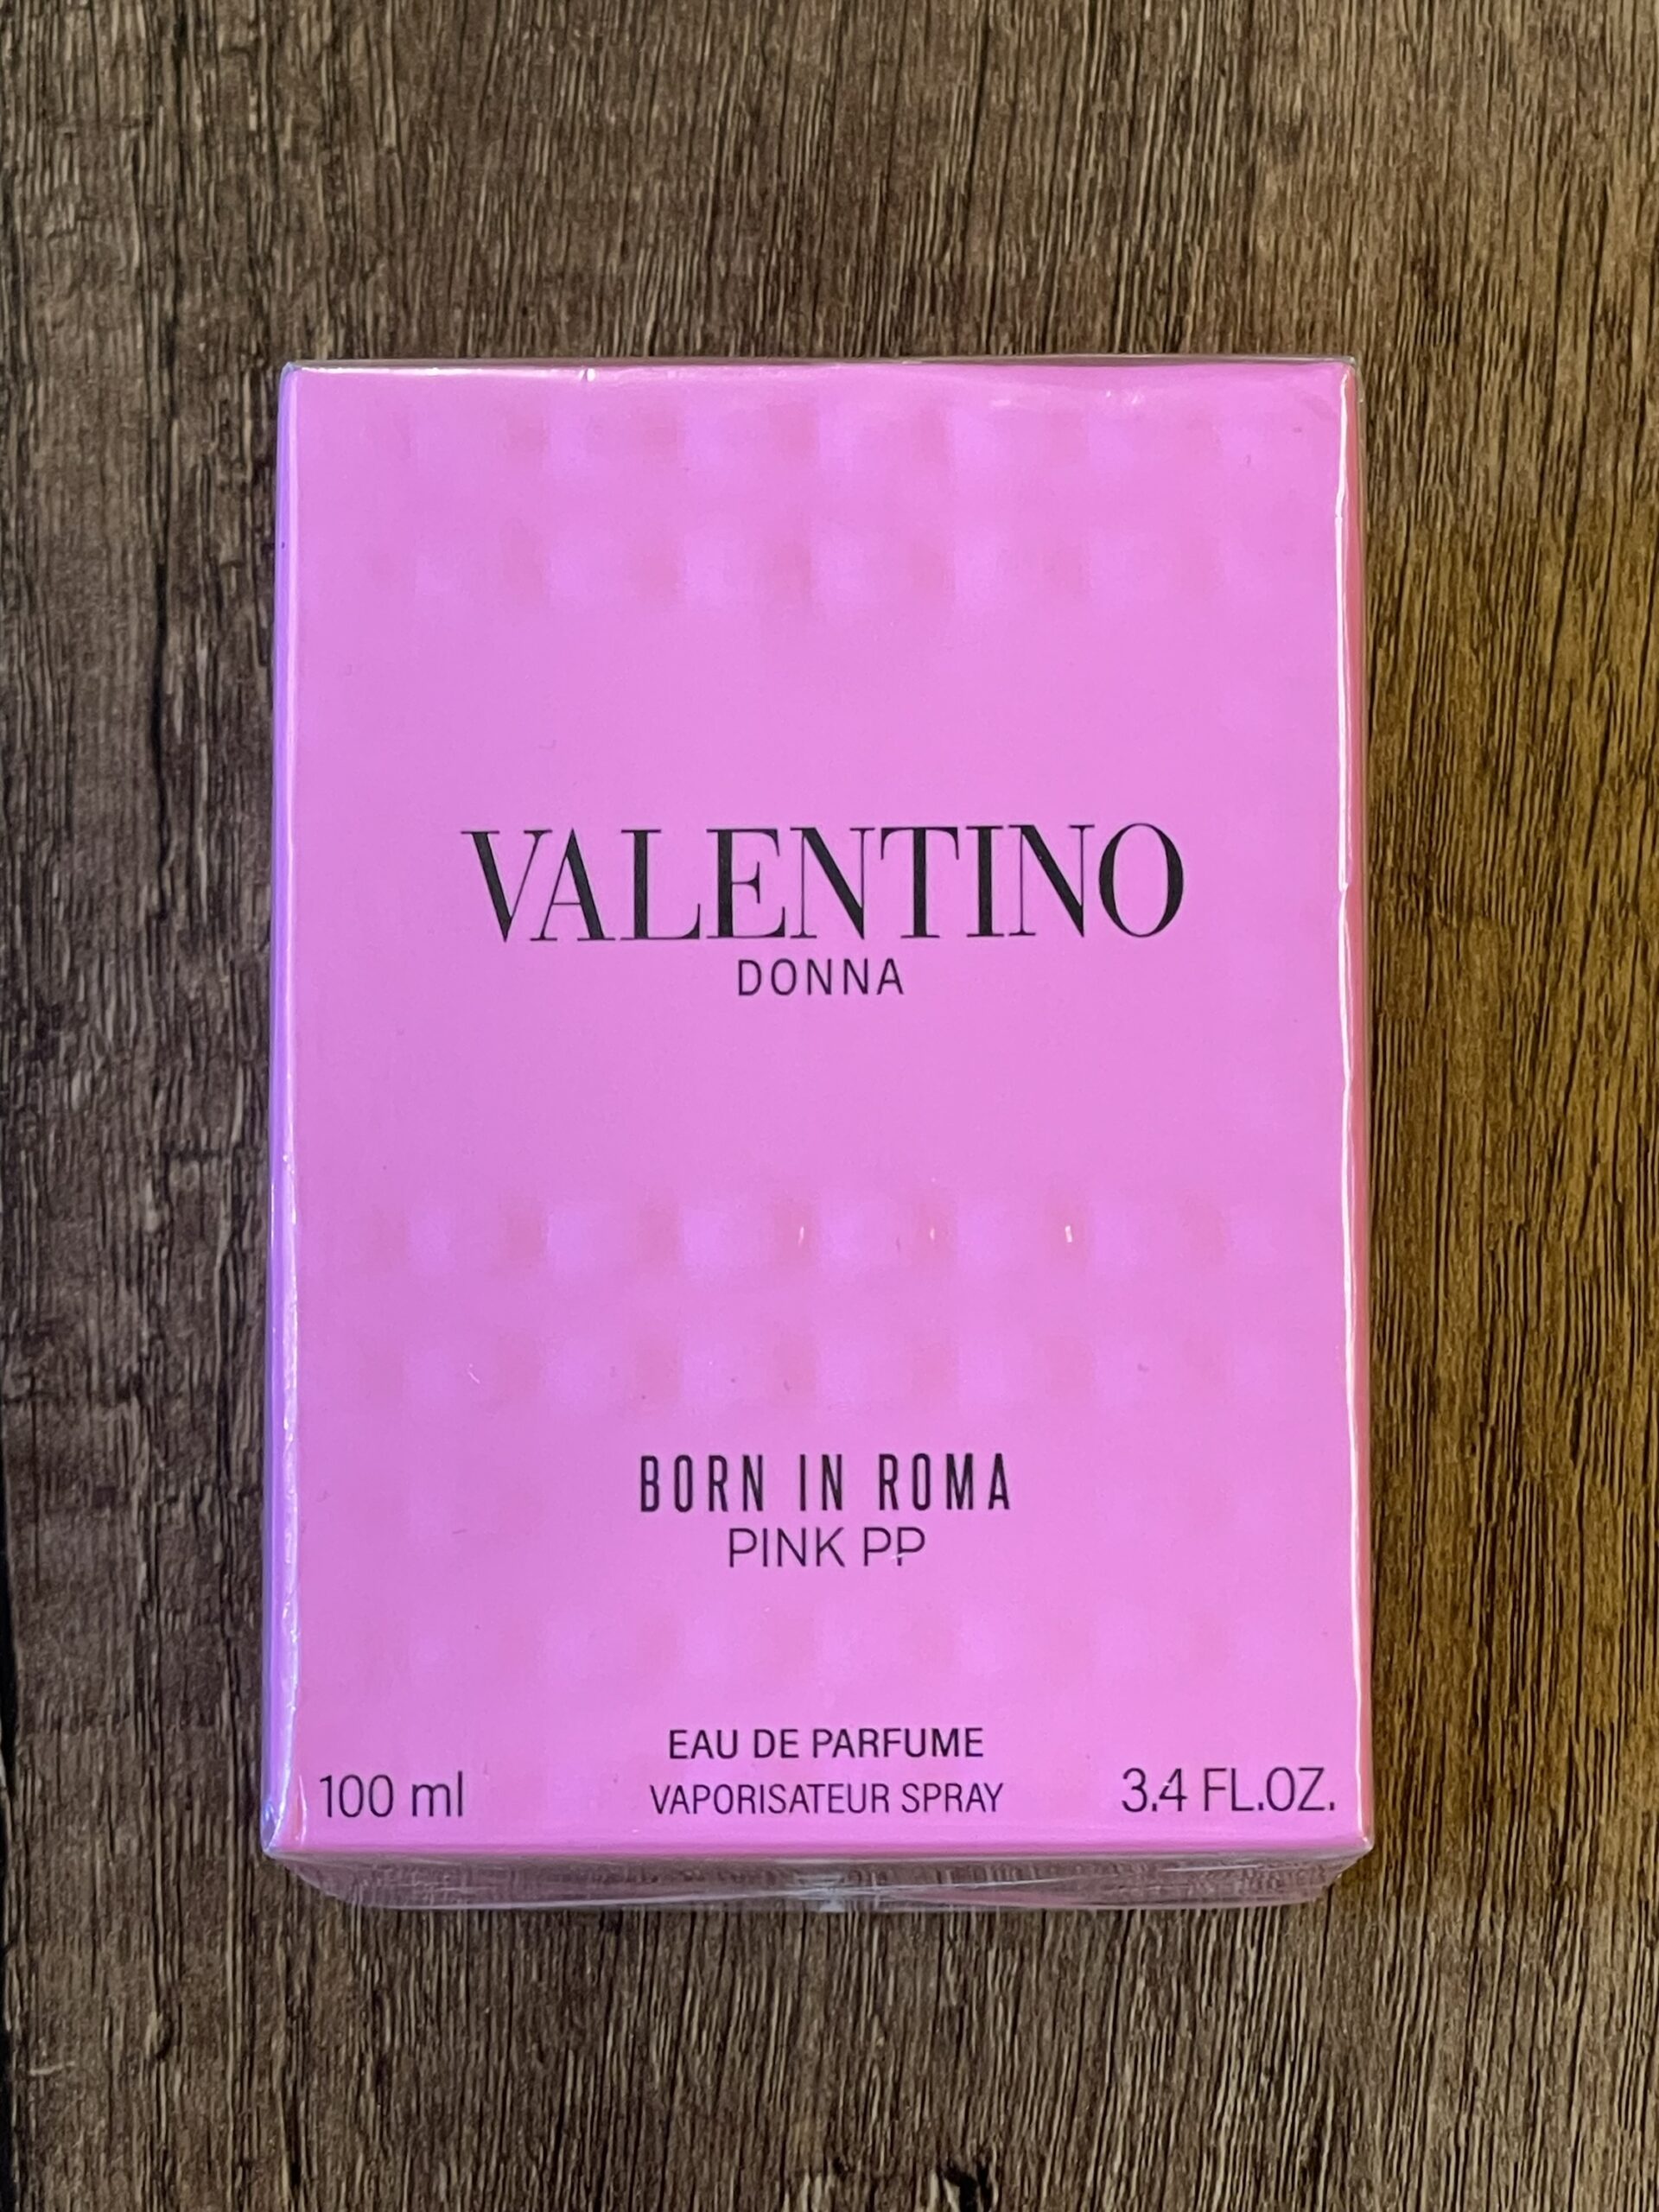 VALENTINO
DONNA
BORN IN ROMA
PINK PP
EAU DE PARFUME
VAPORISATEUR SPRAY
100 ml
3.4 FL.OZ.